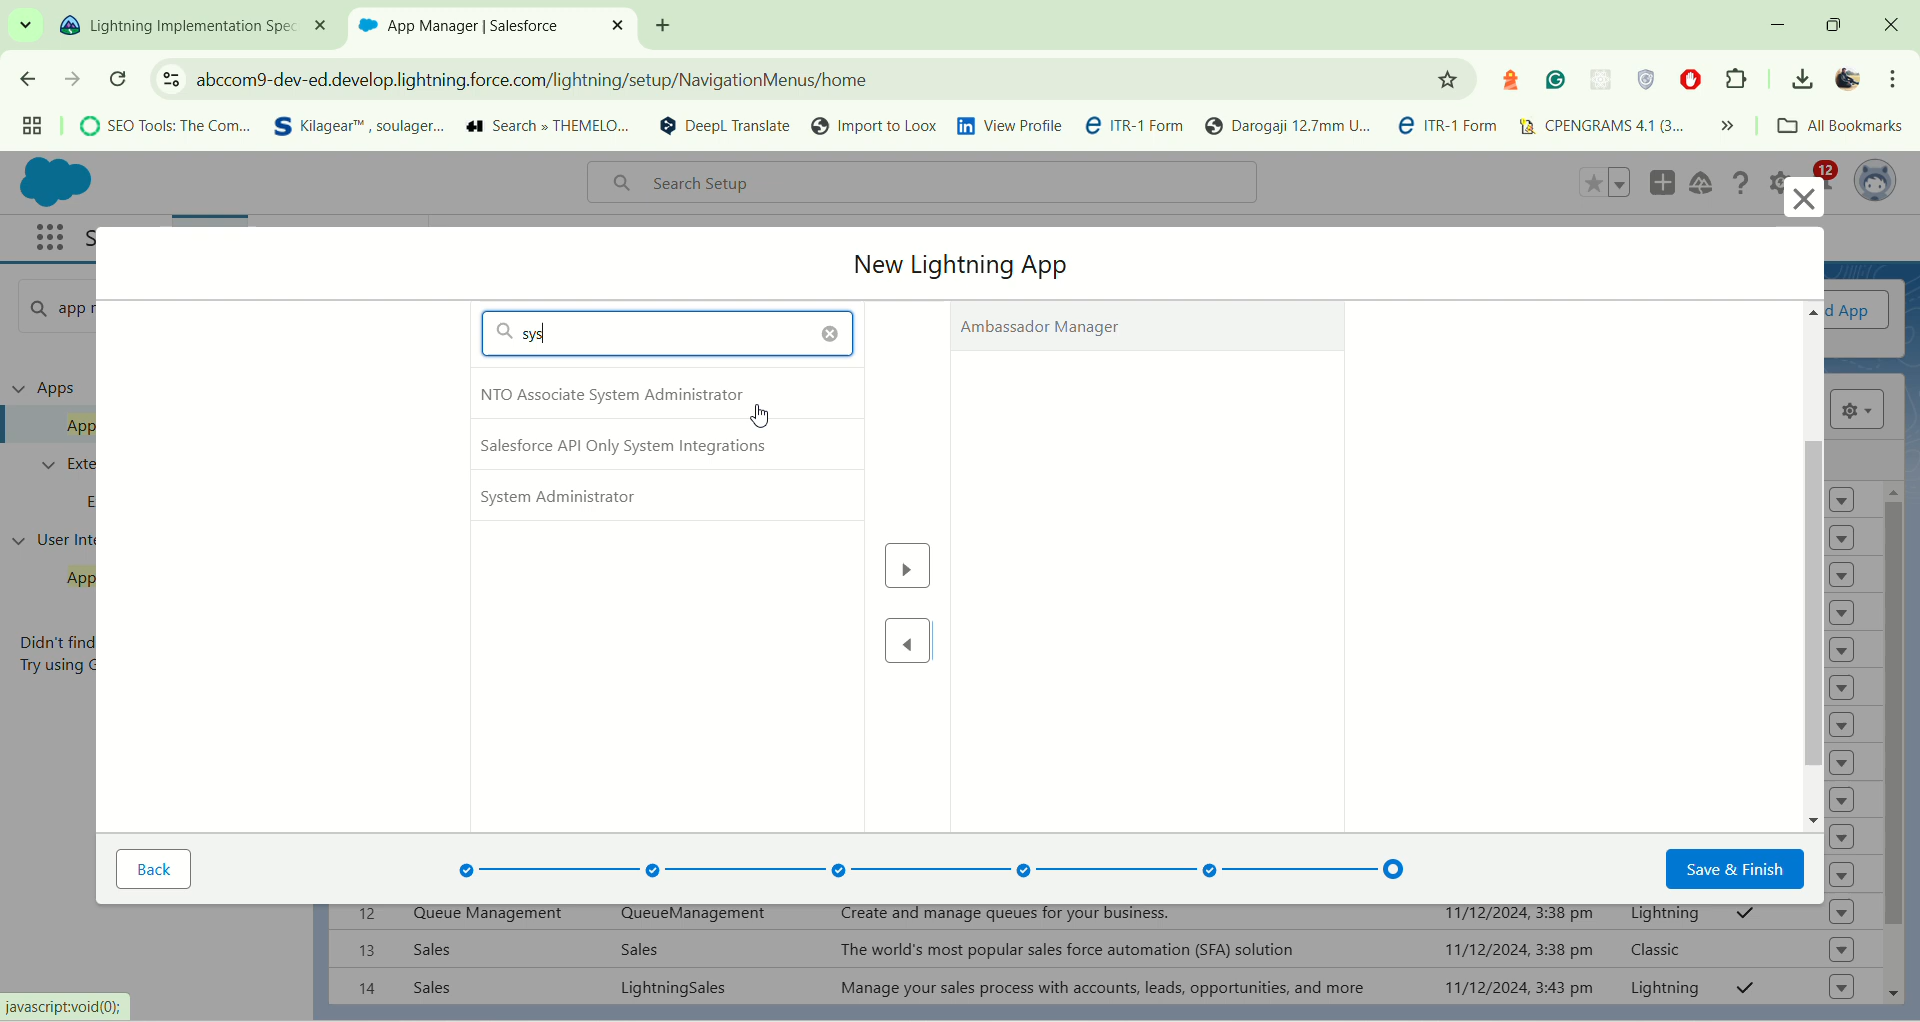 Lightning Implementation Spec
App Manager | Salesforce
abccom9-dev-ed.develop.lightning.force.com/lightning/setup/NavigationMenus/home
SEO Tools: The Com...
Kilagear™ , soulager...
Search » THEMELO...
DeepL Translate
Import to Loox
View Profile
ITR-1 Form
Darogaji 12.7mm U...
ITR-1 Form
CPENGRAMS 4.1 (3...
»
All Bookmarks
Search Setup
12
S
New Lightning App
app r
d App
sys
Ambassador Manager
Apps
NTO Associate System Administrator
App
Salesforce API Only System Integrations
Exte
System Administrator
E
User Inte
App
Didn't find
Try using G
Back
Save & Finish
12 Queue Management QueueManagement Create and manage queues for your business. 11/12/2024, 3:38 pm Lightning
13 Sales Sales The world's most popular sales force automation (SFA) solution 11/12/2024, 3:38 pm Classic
14 Sales LightningSales Manage your sales process with accounts, leads, opportunities, and more 11/12/2024, 3:43 pm Lightning
javascript:void(0);